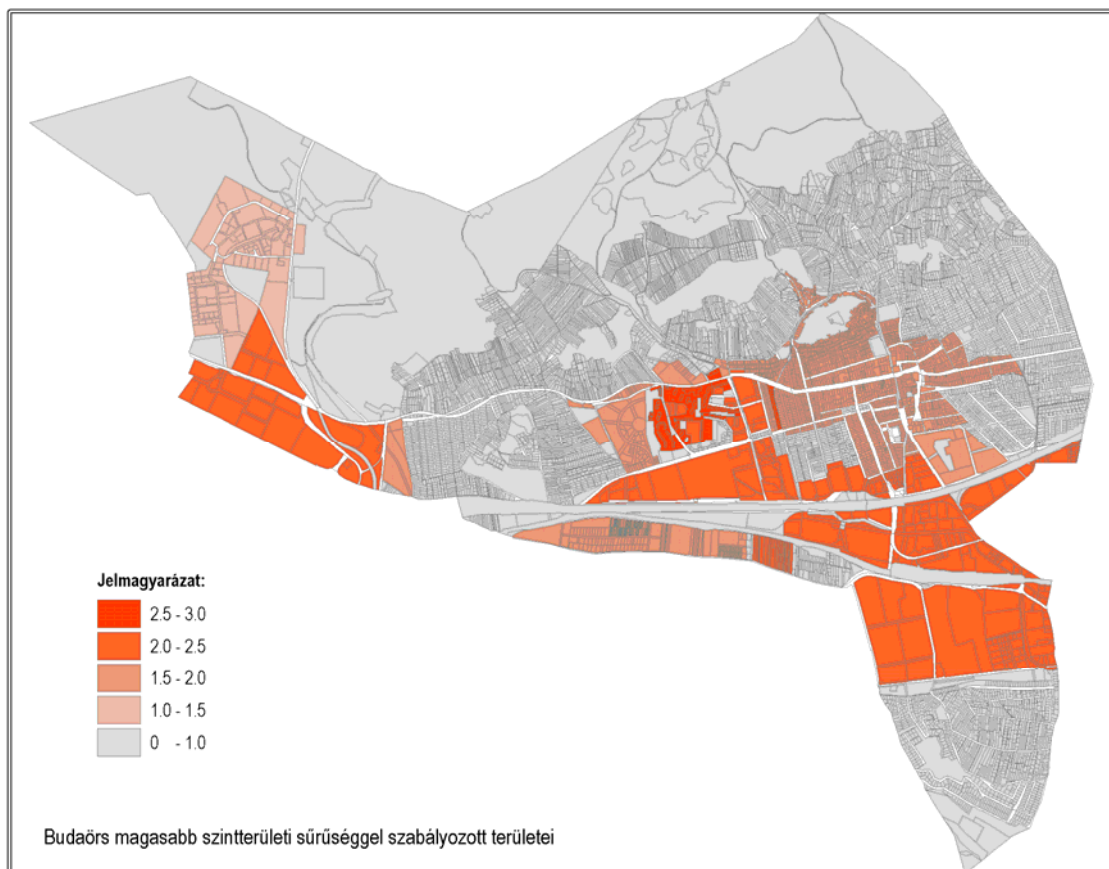 Jelmagyarázat:
2.5 - 3.0
2.0 - 2.5
1.5 - 2.0
1.0 - 1.5
0 - 1.0
Budaörs magasabb szintterületi sűrűséggel szabályozott területei